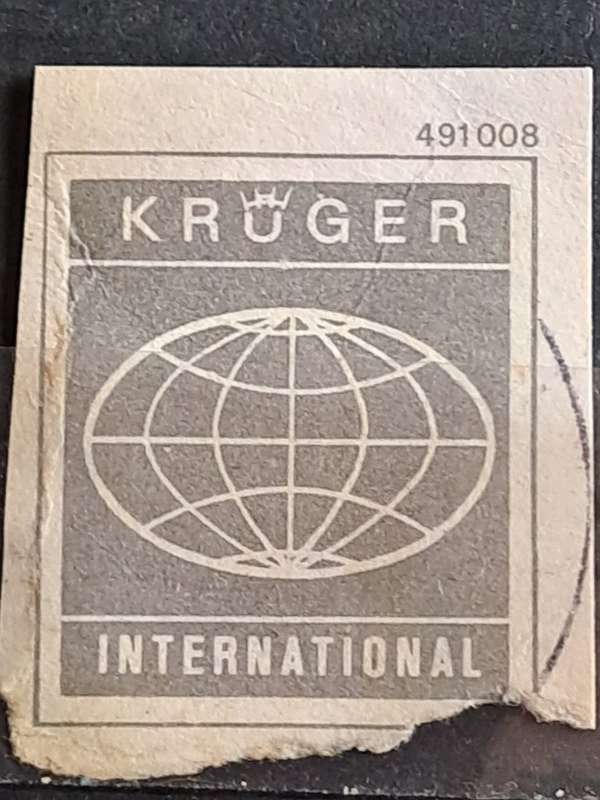 491008
KRÜGER
INTERNATIONAL